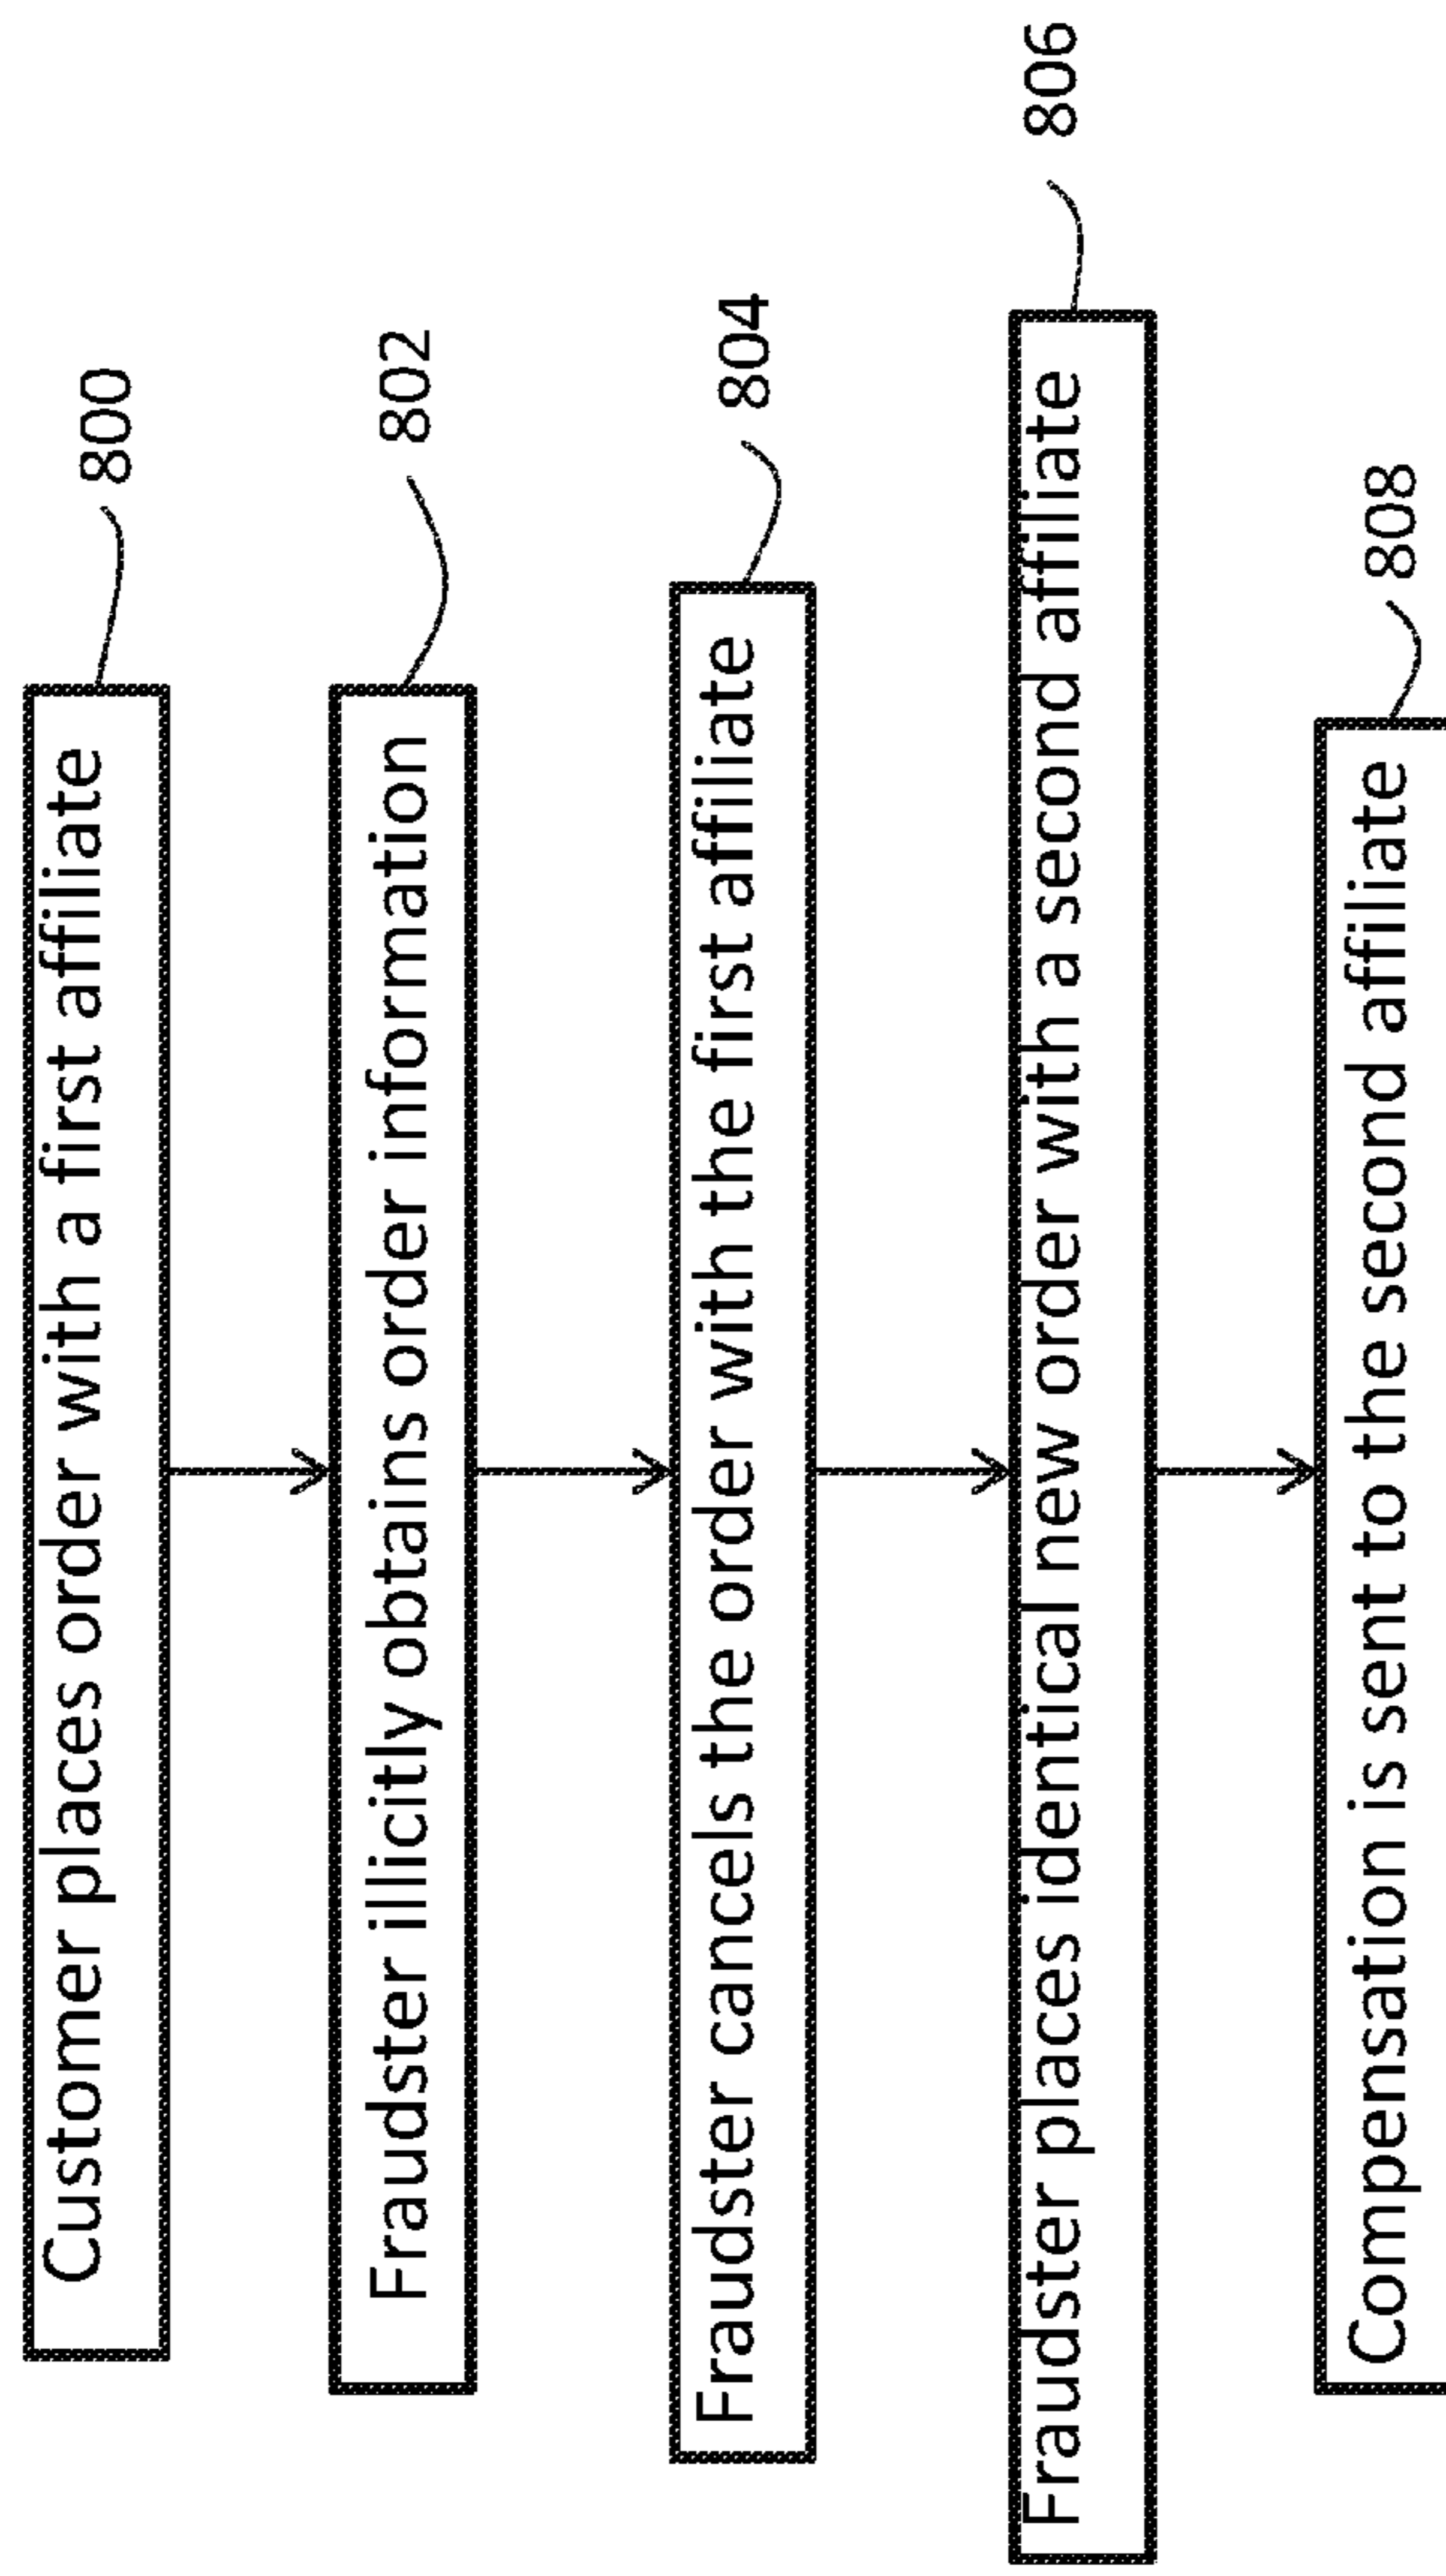 Customer places order with a first affiliate
800
Fraudster illicitly obtains order information
802
Fraudster cancels the order with the first affiliate
804
Fraudster places identical new order with a second affiliate
806
Compensation is sent to the second affiliate
808